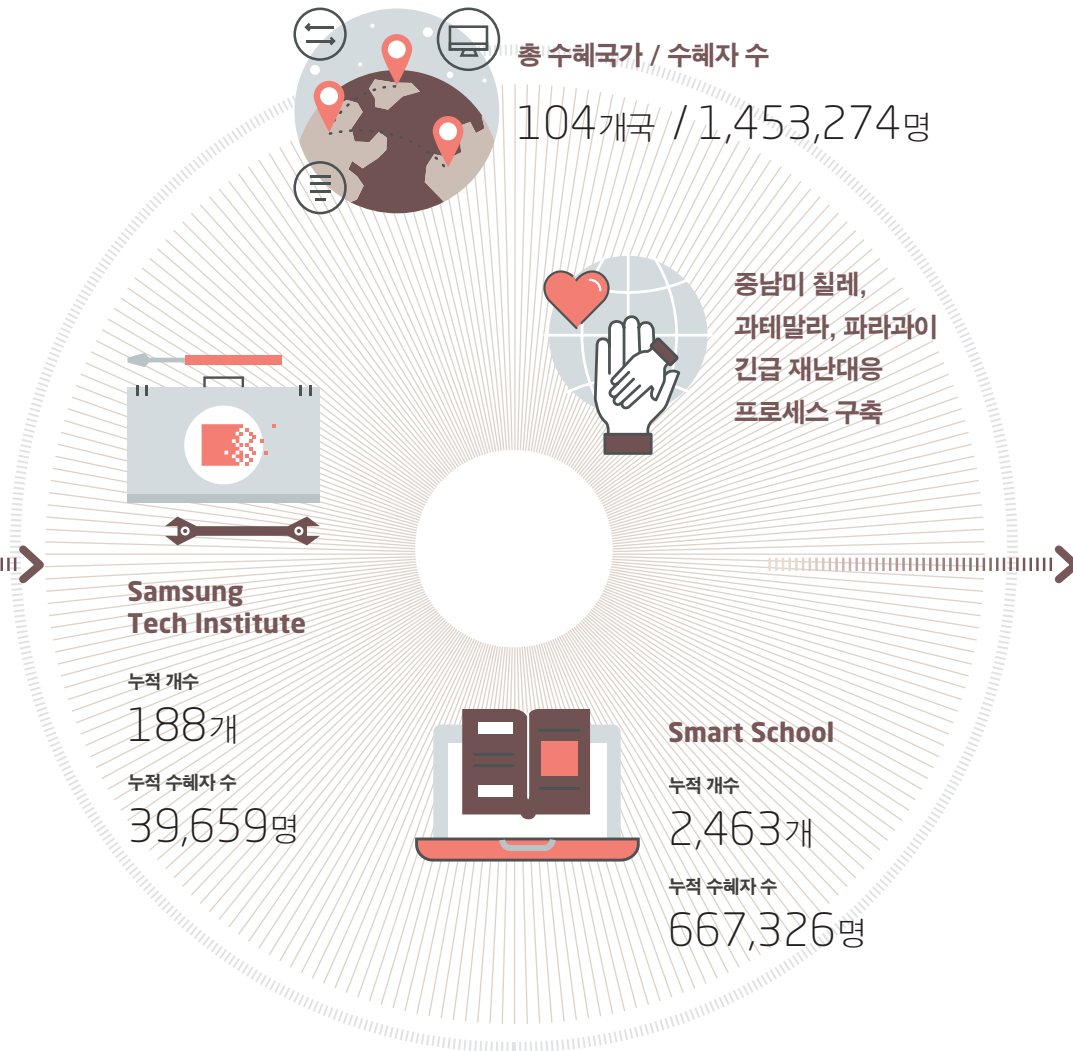 총 수혜국가 / 수혜자 수
104개국 / 1,453,274명
중남미 칠레,
과테말라, 파라과이
긴급 재난대응
프로세스 구축
Samsung
Tech Institute
누적 개수
188개
누적 수혜자 수
39,659명
Smart School
누적 개수
2,463개
누적 수혜자 수
667,326명